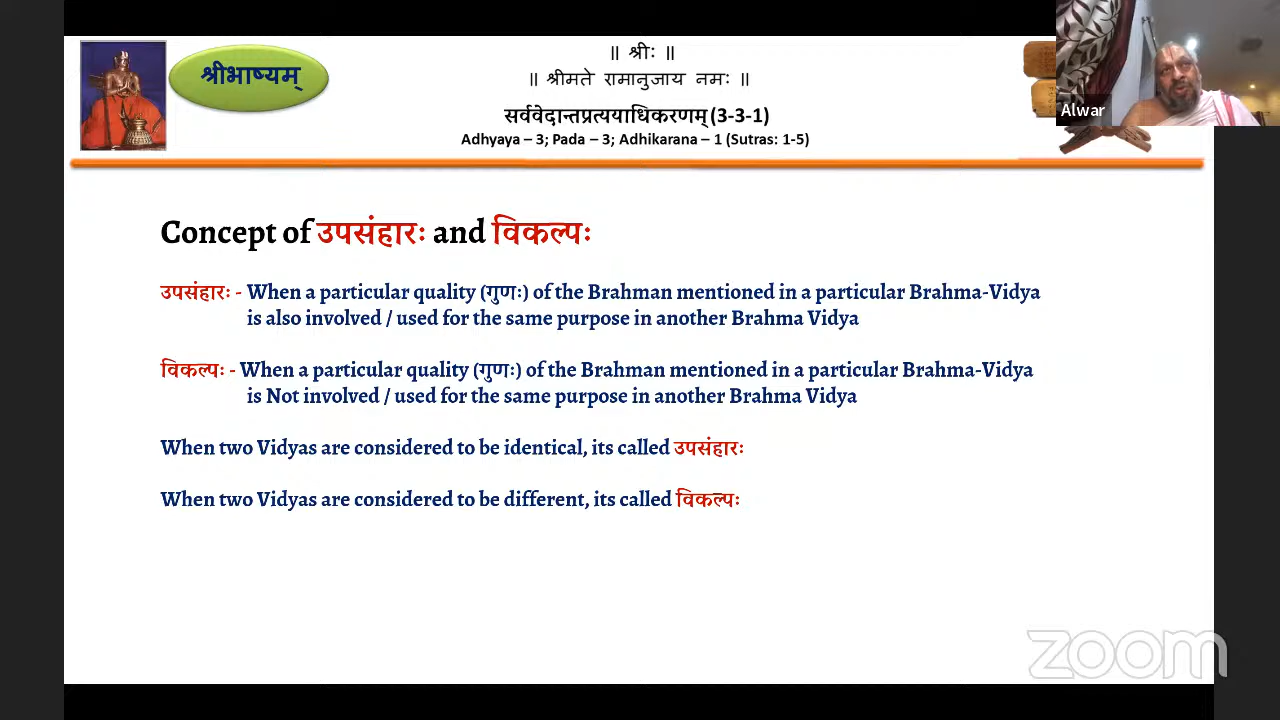 श्रीभाष्यम्
॥ श्रीः ॥
॥ श्रीमते रामानुजाय नमः ॥
सर्ववेदान्तप्रत्ययाधिकरणम् (3-3-1)
Adhyaya – 3; Pada – 3; Adhikarana – 1 (Sutras: 1-5)
Alwar
Concept of उपसंहारः and विकल्पः
उपसंहारः - When a particular quality (गुणः) of the Brahman mentioned in a particular Brahma-Vidya
is also involved / used for the same purpose in another Brahma Vidya
विकल्पः - When a particular quality (गुणः) of the Brahman mentioned in a particular Brahma-Vidya
is Not involved / used for the same purpose in another Brahma Vidya
When two Vidyas are considered to be identical, its called उपसंहारः
When two Vidyas are considered to be different, its called विकल्पः
zoom